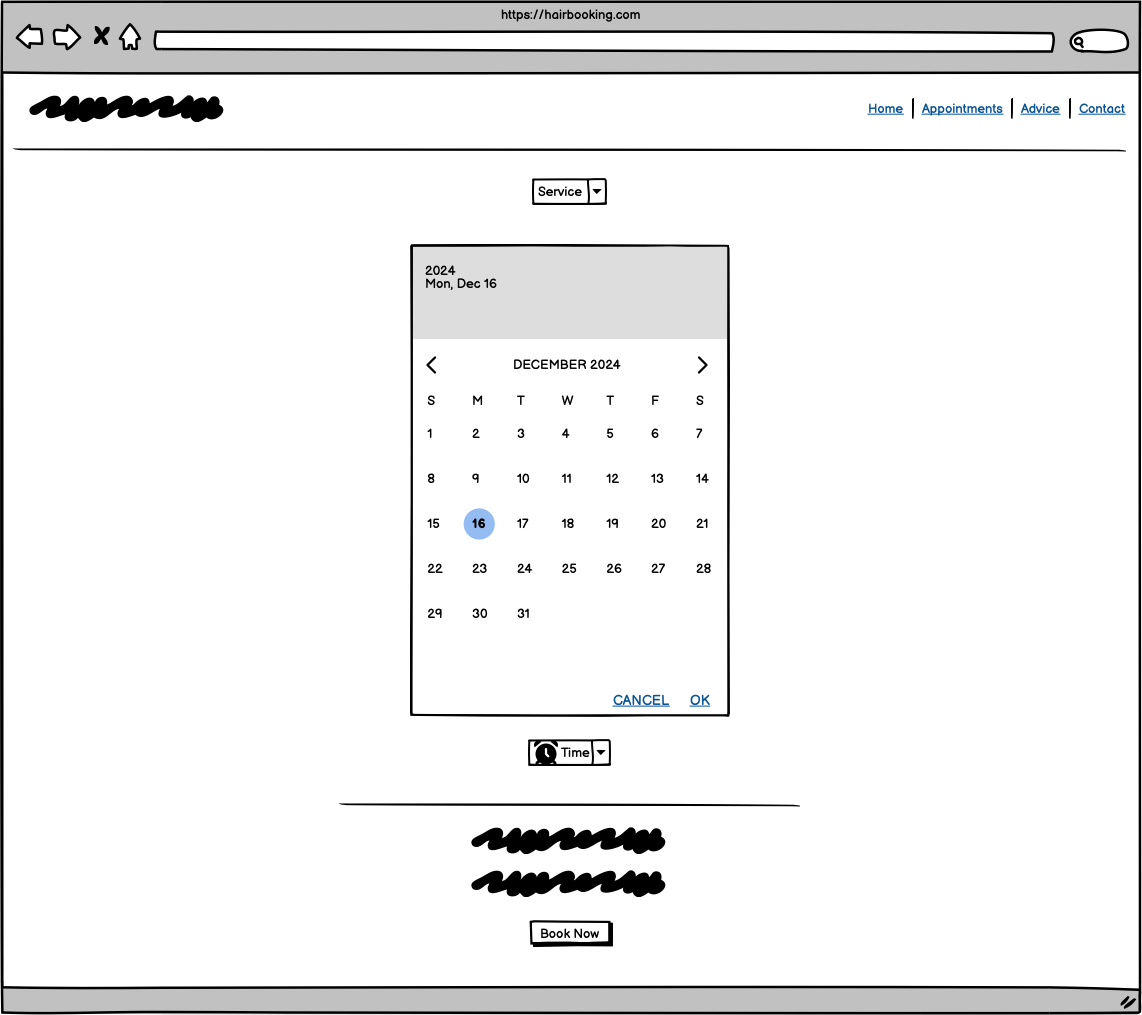 https://hairbooking.com
Home Appointments Advice Contact
Service
2024
Mon, Dec 16
DECEMBER 2024
S M T W T F S
1 2 3 4 5 6 7
8 9 10 11 12 13 14
15 16 17 18 19 20 21
22 23 24 25 26 27 28
29 30 31
CANCEL OK
Time
Book Now